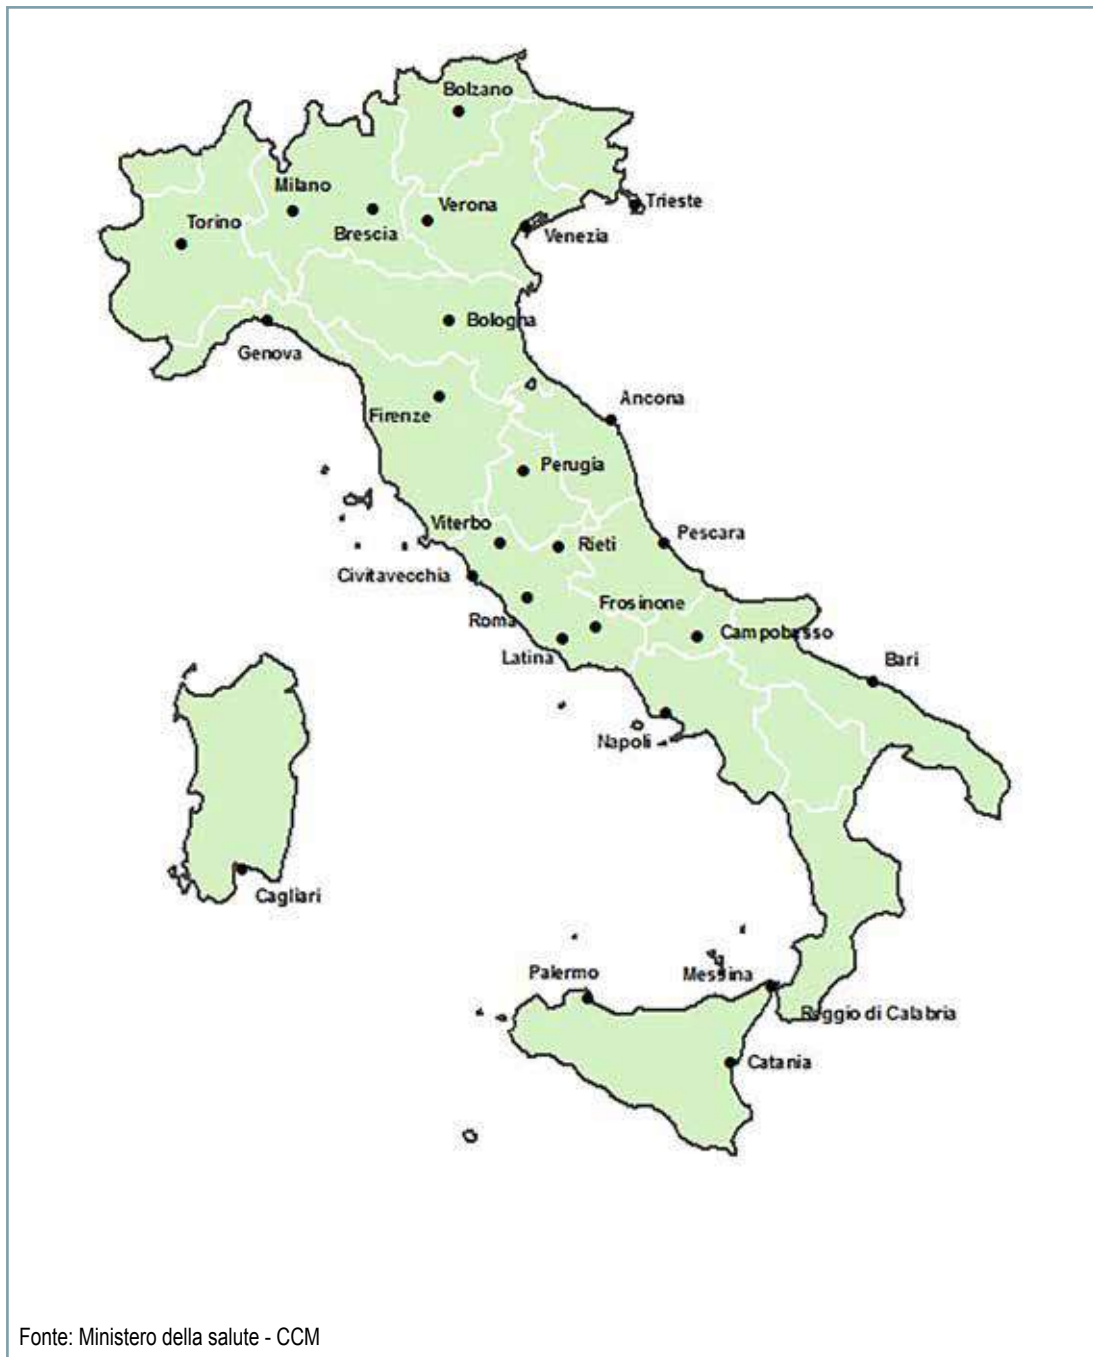 Bolzano
Milano
Verona
Trieste
Torino
Brescia
Venezia
Bologna
Genova
Ancona
Firenze
Perugia
Viterbo
Pescara
Rieti
Civitavecchia
Frosinone
Roma
Campobasso
Latina
Bari
Napoli
Cagliari
Palermo
Messina
Reggio di Calabria
Catania
Fonte: Ministero della salute - CCM